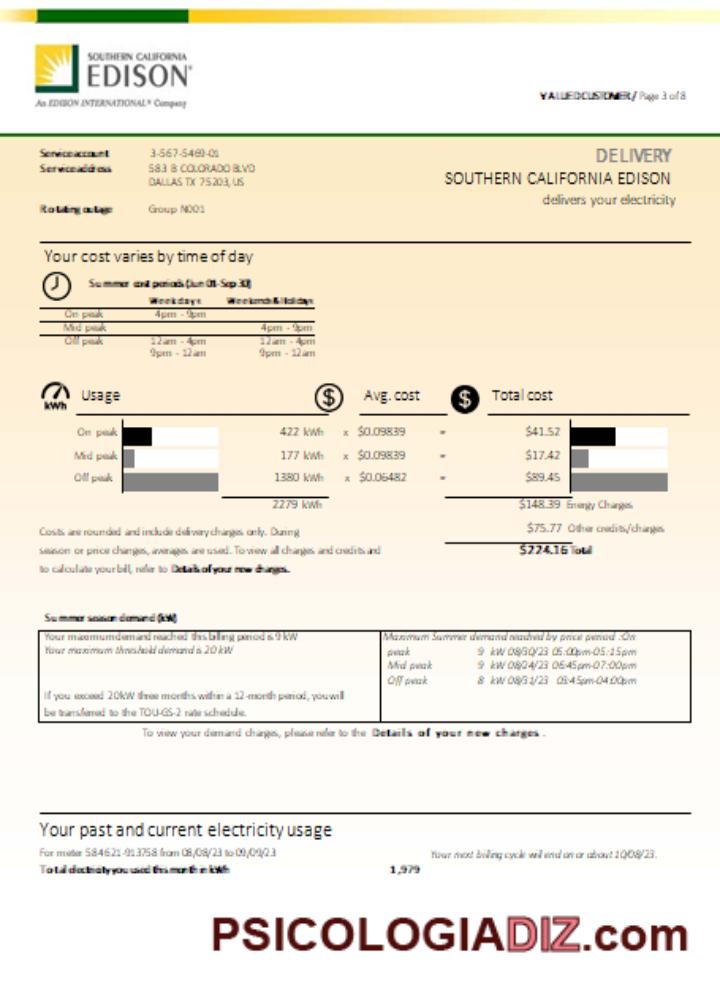 SOUTHERN CALIFORNIA
EDISON®
An EDISON INTERNATIONAL® Company
VALUED CUSTOMER / Page 3 of 8
Service account 3-567-5469-01
Service address 583 B COLORADO BLVD
DALLAS TX 75203, US
Rotating outage Group N001
DELIVERY
SOUTHERN CALIFORNIA EDISON
delivers your electricity
Your cost varies by time of day
Summer cost periods (Jun 01-Sep 30)
Weekdays Weekends & Holidays
On peak 4pm - 9pm
Mid peak 4pm - 9pm
Off peak 12am - 4pm 12am - 4pm
9pm - 12am 9pm - 12am
kWh Usage $ Avg. cost $ Total cost
On peak 422 kWh x $0.09839 = $41.52
Mid peak 177 kWh x $0.09839 = $17.42
Off peak 1380 kWh x $0.06482 = $89.45
2279 kWh $148.39 Energy Charges
$75.77 Other credits/charges
$224.16 Total
Costs are rounded and include delivery charges only. During
season or price changes, averages are used. To view all charges and credits and
to calculate your bill, refer to Details of your new charges.
Summer season demand (kW)
Your maximum demand reached this billing period is 9 kW
Your maximum threshold demand is 20 kW
If you exceed 20kW three months within a 12-month period, you will
be transferred to the TOU-GS-2 rate schedule.
Maximum Summer demand reached by price period :On
peak 9 kW 08/30/23 05:00pm-05:15pm
Mid peak 9 kW 08/24/23 06:45pm-07:00pm
Off peak 8 kW 08/31/23 03:45pm-04:00pm
To view your demand charges, please refer to the Details of your new charges .
Your past and current electricity usage
For meter 584621-913758 from 08/08/23 to 09/09/23
Your next billing cycle will end on or about 10/08/23.
Total electricity you used this month in kWh 1,979
PSICOLOGIADIZ.com